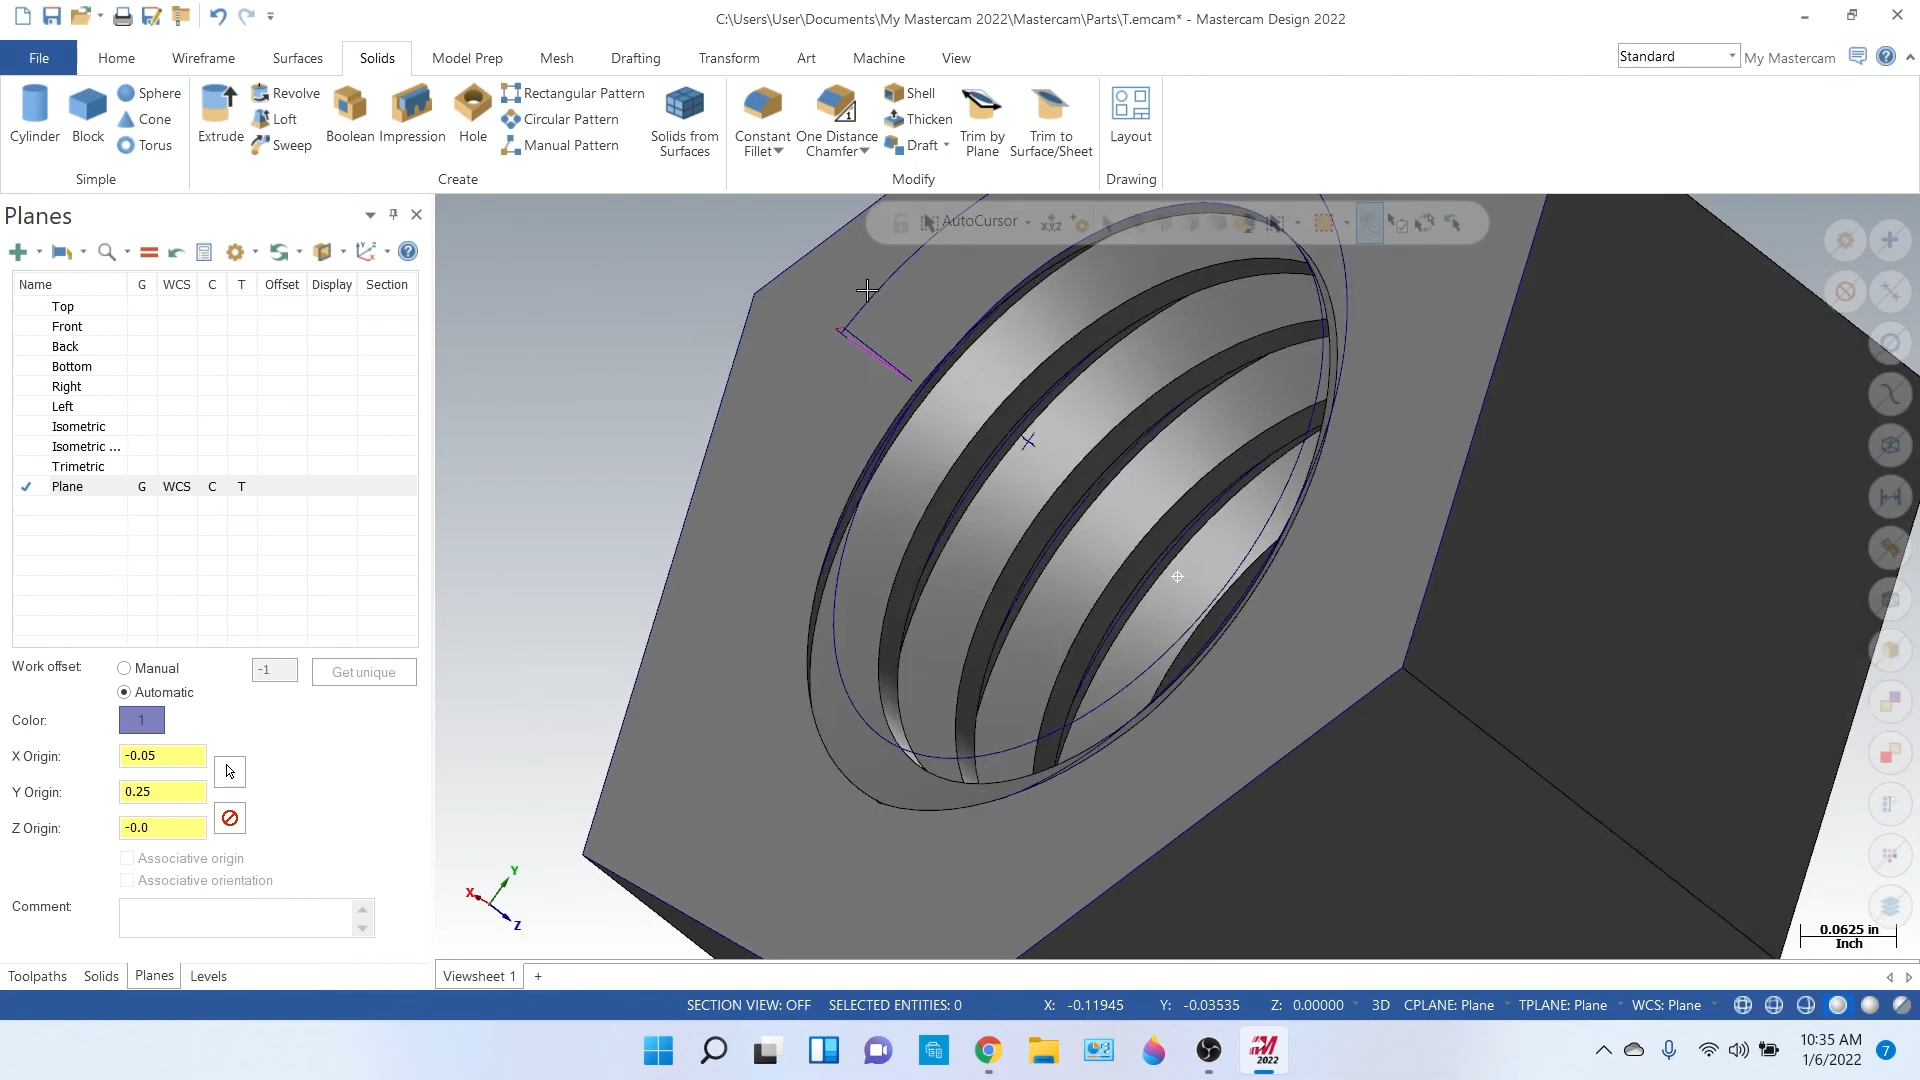 C:\Users\User\Documents\My Mastercam 2022\Mastercam\Parts\T.emcam* - Mastercam Design 2022
File Home Wireframe Surfaces Solids Model Prep Mesh Drafting Transform Art Machine View Standard My Mastercam
Cylinder Block Sphere Cone Torus
Simple
Extrude Revolve Loft Sweep Boolean Impression Hole Rectangular Pattern Circular Pattern Manual Pattern Solids from Surfaces
Create
Constant Fillet One Distance Chamfer Shell Thicken Draft Trim by Plane Trim to Surface/Sheet
Modify
Layout
Drawing
Planes
AutoCursor
Name G WCS C T Offset Display Section
Top
Front
Back
Bottom
Right
Left
Isometric
Isometric ...
Trimetric
Plane G WCS C T
Work offset: Manual -1 Get unique
Automatic
Color: 1
X Origin: -0.05
Y Origin: 0.25
Z Origin: -0.0
Associative origin
Associative orientation
Comment:
X Y Z
0.0625 in
Inch
Toolpaths Solids Planes Levels Viewsheet 1 +
SECTION VIEW: OFF SELECTED ENTITIES: 0 X: -0.11945 Y: -0.03535 Z: 0.00000 3D CPLANE: Plane TPLANE: Plane WCS: Plane
2022
10:35 AM
1/6/2022
7